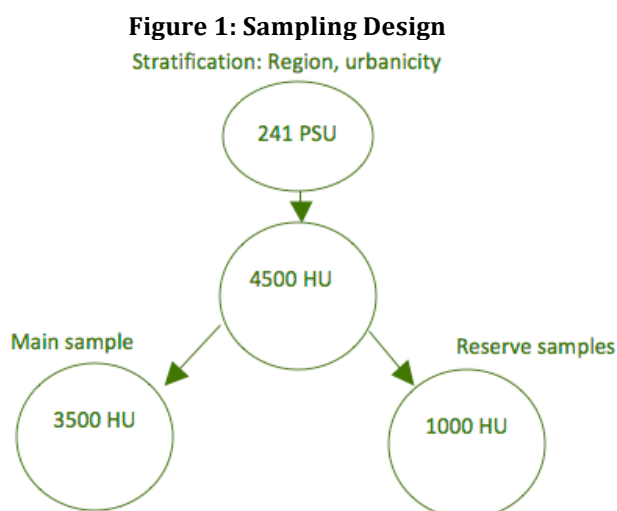 Figure 1: Sampling Design
Stratification: Region, urbanicity
241 PSU
4500 HU
Main sample
Reserve samples
3500 HU
1000 HU